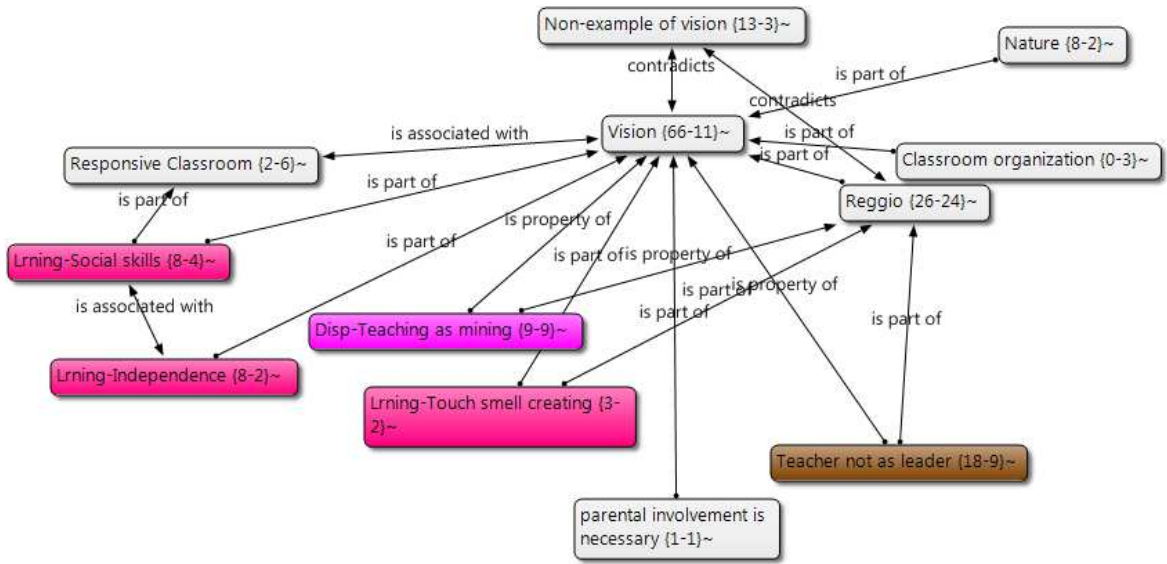 Non-example of vision {13-3}~
Nature {8-2}~
contradicts
is part of
contradicts
is associated with
Vision {66-11}~
is part of
Responsive Classroom {2-6}~
is part of
Classroom organization {0-3}~
is part of
is part of
Reggio {26-24}~
is property of
is part of
Lrning-Social skills {8-4}~
is part of
is property of
is part of
is property of
is associated with
is part of
is part of
Disp-Teaching as mining {9-9}~
Lrning-Independence {8-2}~
Lrning-Touch smell creating {3-
2}~
Teacher not as leader {18-9}~
parental involvement is
necessary {1-1}~